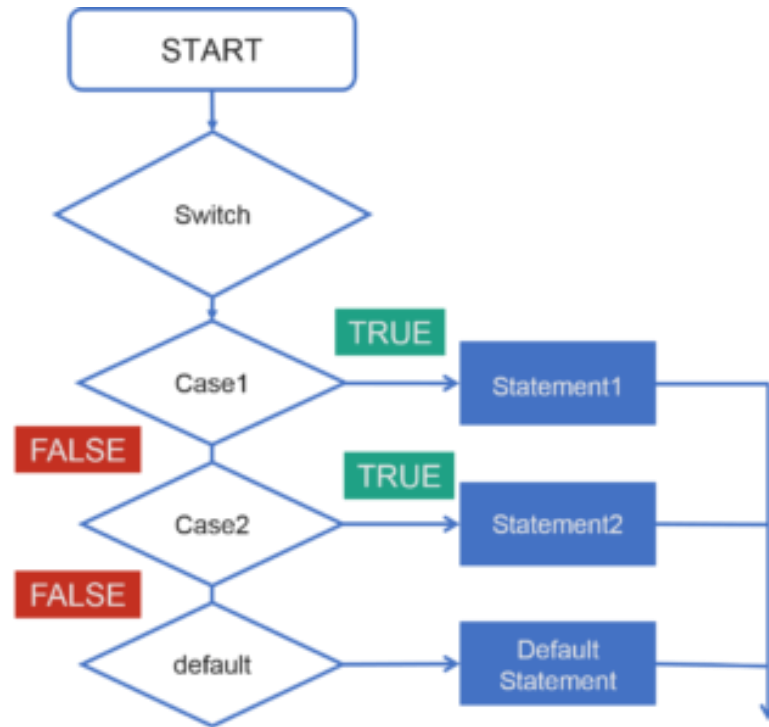 START
Switch
TRUE
Case1
Statement1
FALSE
TRUE
Case2
Statement2
FALSE
default
Default
Statement